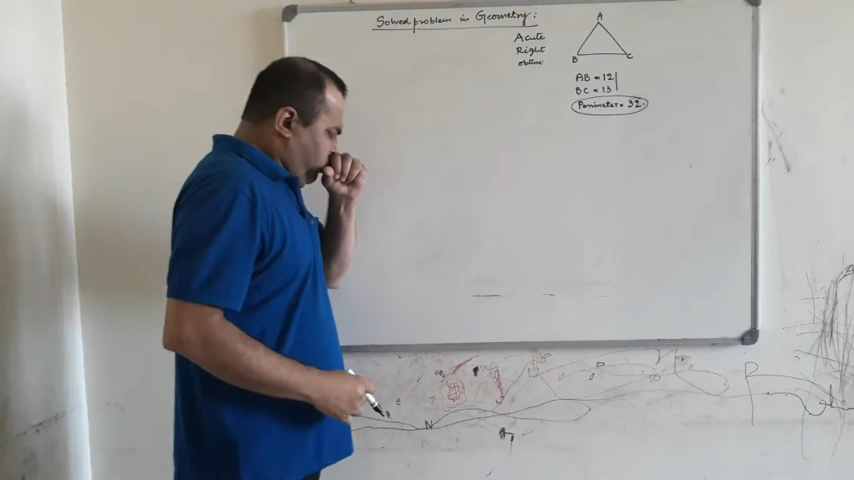 Solved problem in Geometry:
A
Acute
Right
obtuse
B C
AB = 12
BC = 13
Perimeter = 32.
N
P